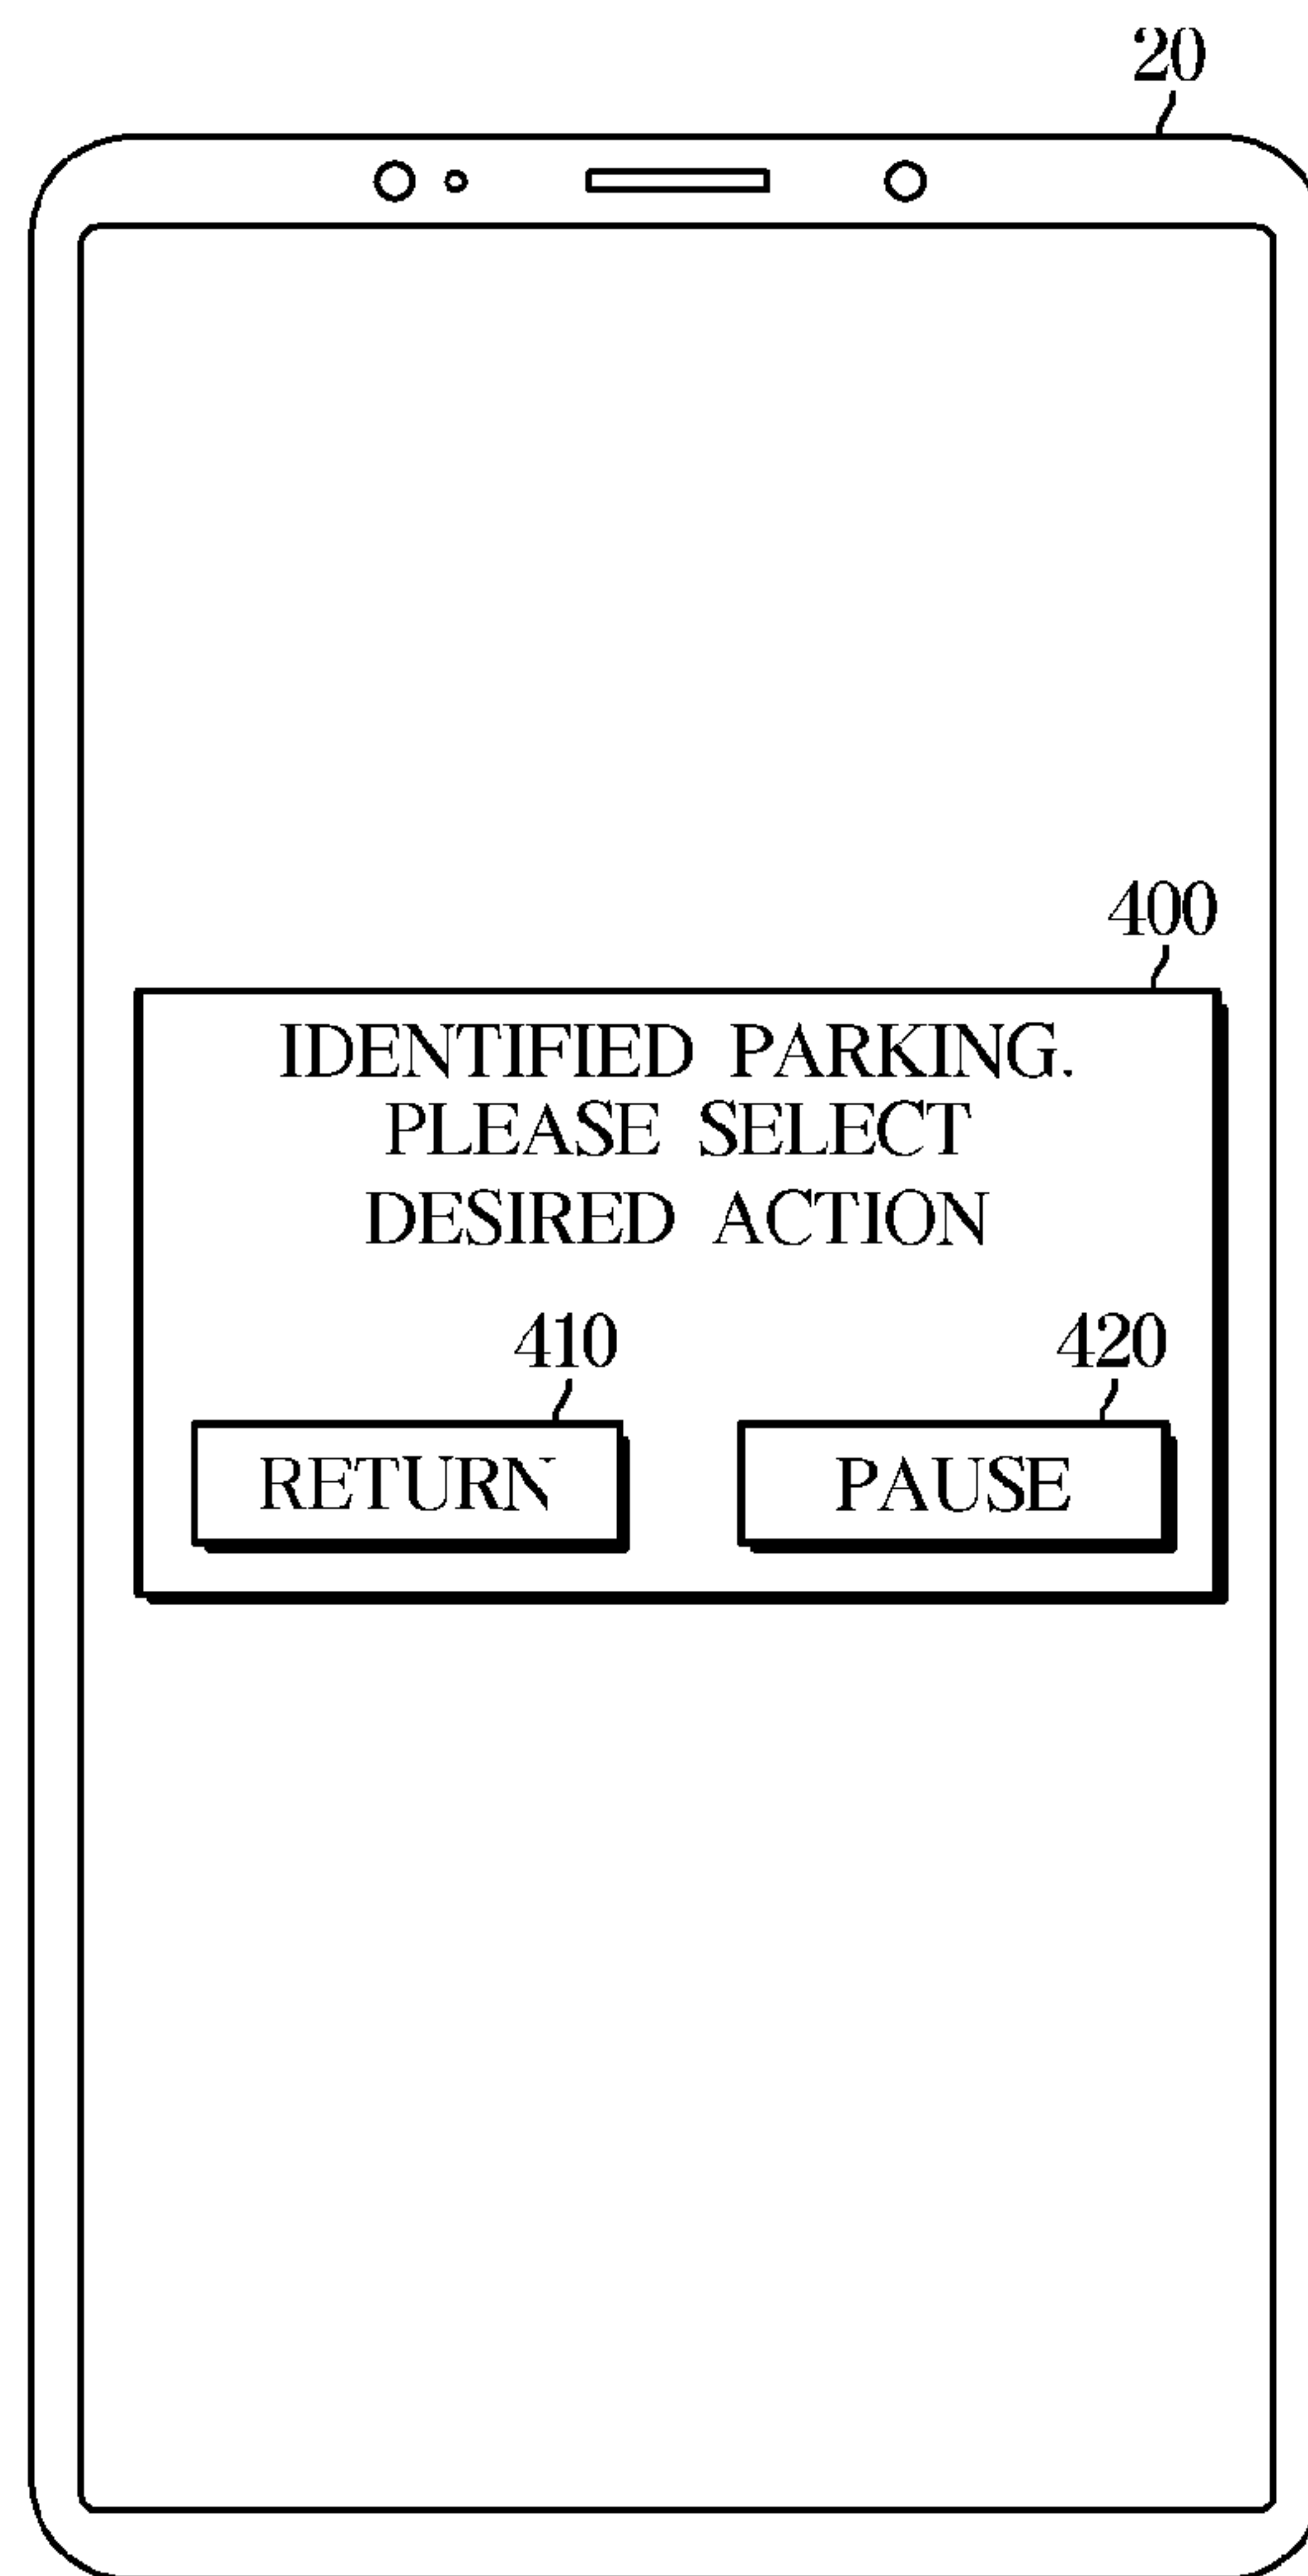 20
400
IDENTIFIED PARKING.
PLEASE SELECT
DESIRED ACTION
410 420
RETURN PAUSE